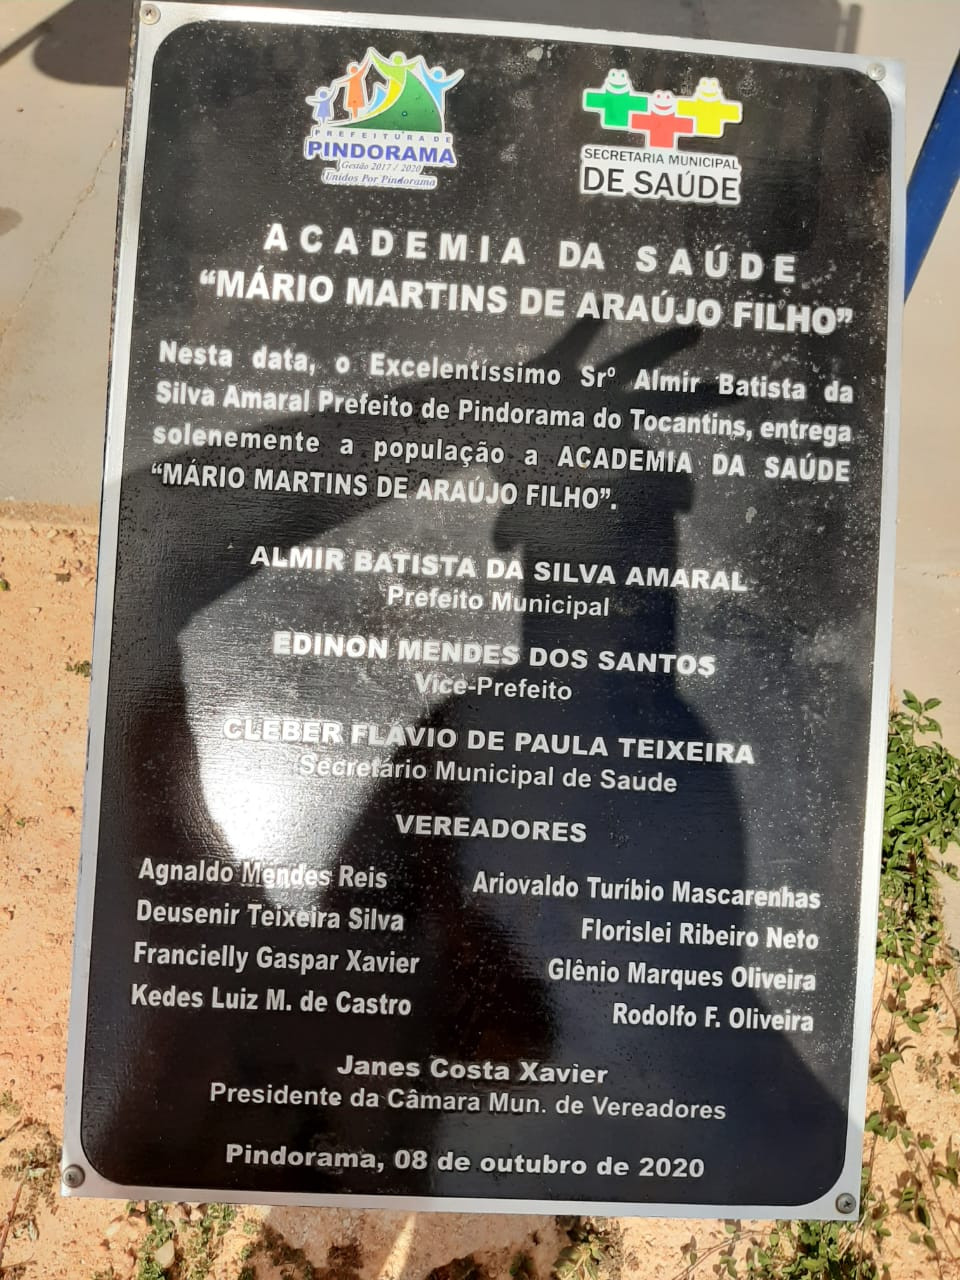 PREFEITURA DE
PINDORAMA
Gestão 2017 / 2020
Unidos Por Pindorama
SECRETARIA MUNICIPAL
DE SAÚDE
ACADEMIA DA SAÚDE
“MÁRIO MARTINS DE ARAÚJO FILHO”
Nesta data, o Excelentíssimo Srº Almir Batista da
Silva Amaral Prefeito de Pindorama do Tocantins, entrega
solenemente a população a ACADEMIA DA SAÚDE
“MÁRIO MARTINS DE ARAÚJO FILHO”.
ALMIR BATISTA DA SILVA AMARAL
Prefeito Municipal
EDINON MENDES DOS SANTOS
Vice-Prefeito
CLEBER FLAVIO DE PAULA TEIXEIRA
Secretário Municipal de Saúde
VEREADORES
Agnaldo Mendes Reis
Deusenir Teixeira Silva
Francielly Gaspar Xavier
Kedes Luiz M. de Castro
Ariovaldo Turíbio Mascarenhas
Florislei Ribeiro Neto
Glênio Marques Oliveira
Rodolfo F. Oliveira
Janes Costa Xavier
Presidente da Câmara Mun. de Vereadores
Pindorama, 08 de outubro de 2020